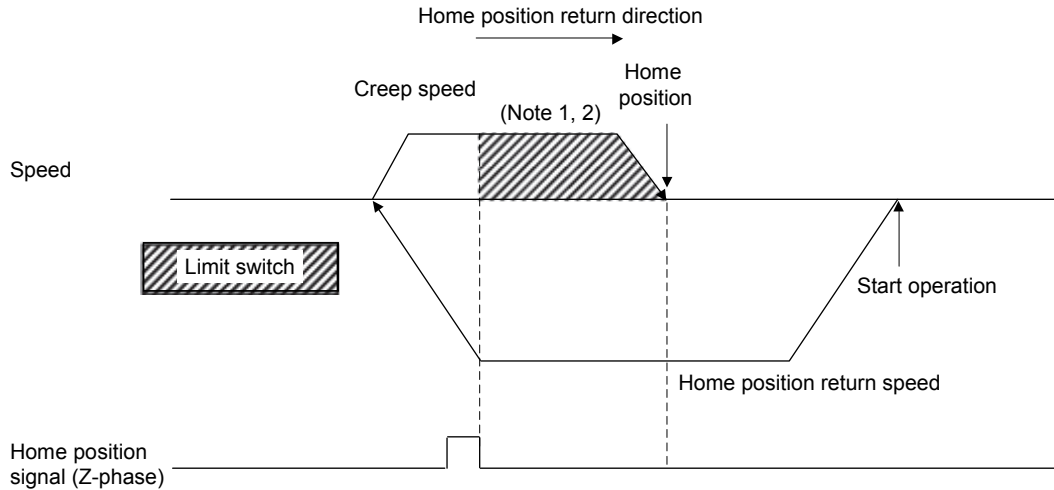 Home position return direction
Home
position
Creep speed
(Note 1, 2)
Speed
Limit switch
Start operation
Home position return speed
Home position
signal (Z-phase)